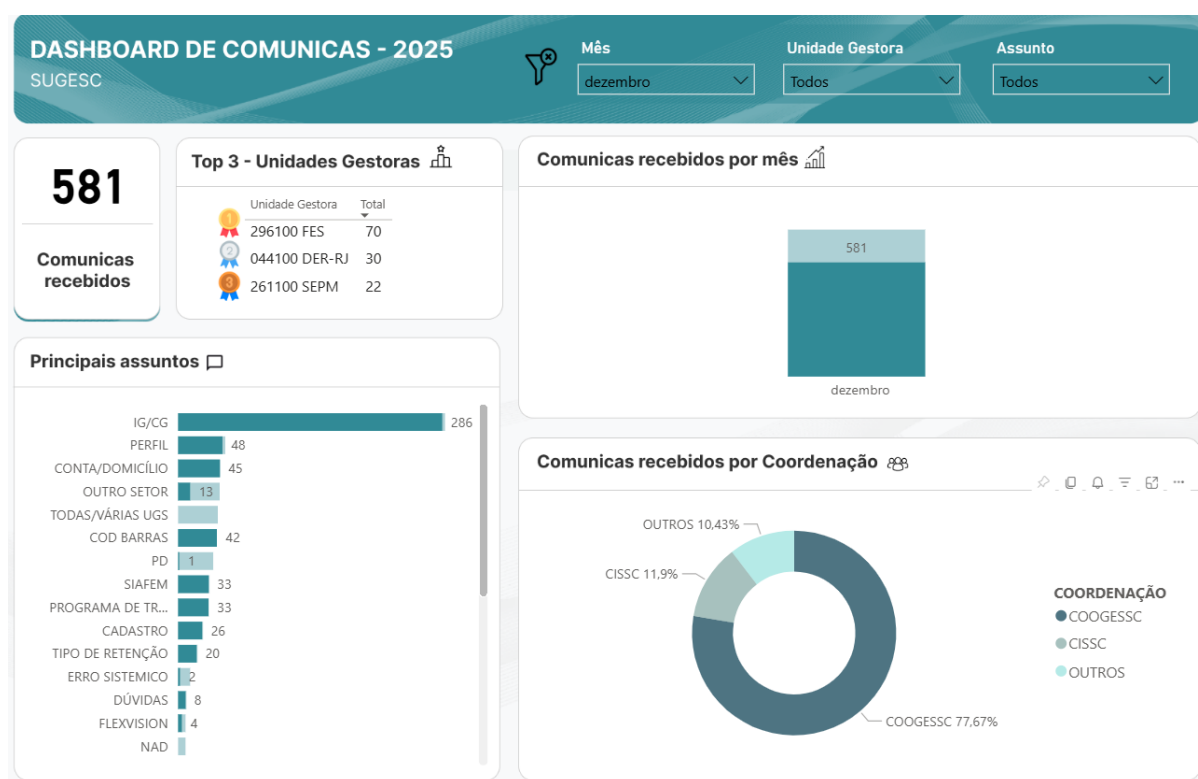 DASHBOARD DE COMUNICAS - 2025
SUGESC
Mês
dezembro
Unidade Gestora
Todos
Assunto
Todos
581
Comunicas
recebidos
Top 3 - Unidades Gestoras
Unidade Gestora Total
1 296100 FES 70
2 044100 DER-RJ 30
3 261100 SEPM 22
Comunicas recebidos por mês
581
dezembro
Principais assuntos
IG/CG 286
PERFIL 48
CONTA/DOMICÍLIO 45
OUTRO SETOR 13
TODAS/VÁRIAS UGS
COD BARRAS 42
PD 1
SIAFEM 33
PROGRAMA DE TR... 33
CADASTRO 26
TIPO DE RETENÇÃO 20
ERRO SISTEMICO 2
DÚVIDAS 8
FLEXVISION 4
NAD
Comunicas recebidos por Coordenação
OUTROS 10,43%
CISSC 11,9%
COOGESSC 77,67%
COORDENAÇÃO
COOGESSC
CISSC
OUTROS